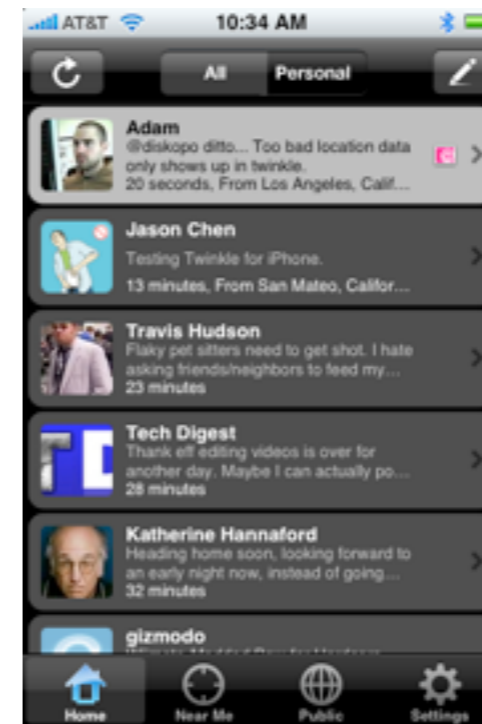 AT&T 10:34 AM
All Personal
Adam
@diskopo ditto... Too bad location data
only shows up in twinkle.
20 seconds, From Los Angeles, Calif...
Jason Chen
Testing Twinkle for iPhone.
13 minutes, From San Mateo, Califor...
Travis Hudson
Flaky pet sitters need to get shot. I hate
asking friends/neighbors to feed my...
23 minutes
Tech Digest
Thank eff editing videos is over for
another day. Maybe I can actually po...
28 minutes
Katherine Hannaford
Heading home soon, looking forward to
an early night now, instead of going...
32 minutes
gizmodo
Home Near Me Public Settings